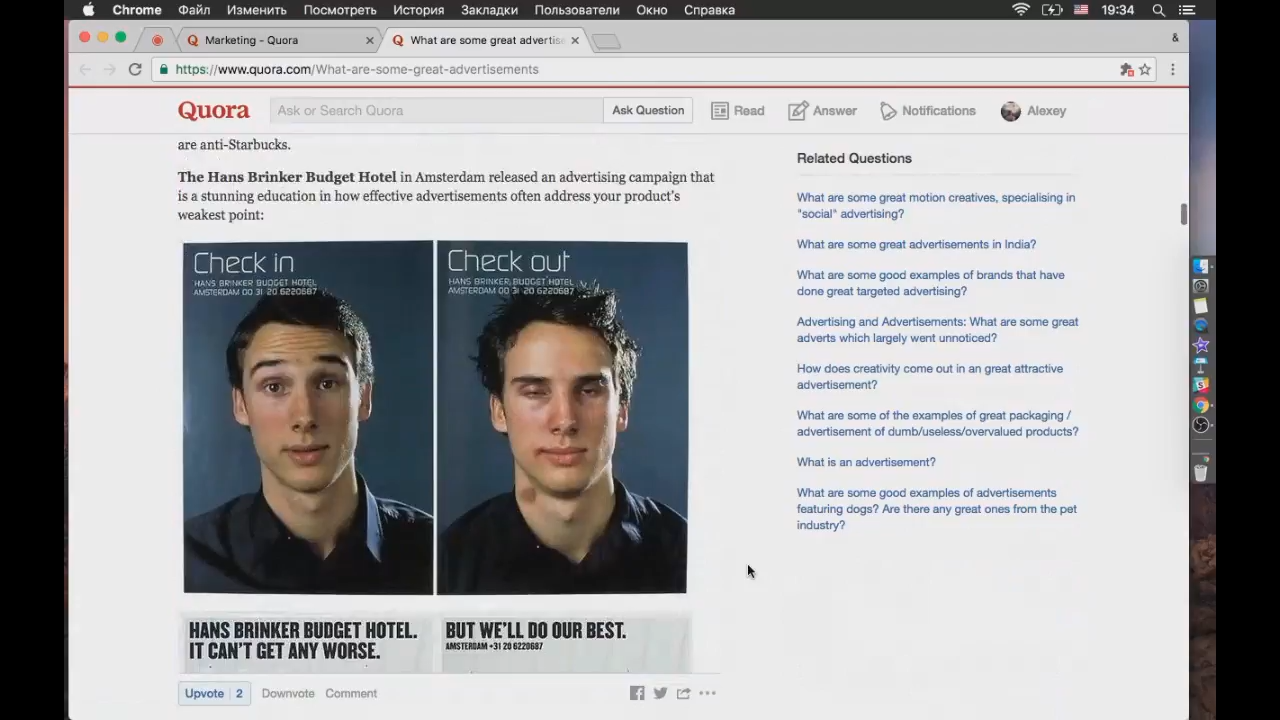 Chrome Файл Изменить Посмотреть История Закладки Пользователи Окно Справка 19:34
Marketing - Quora
What are some great advertise
https://www.quora.com/What-are-some-great-advertisements
Quora Ask or Search Quora Ask Question Read Answer Notifications Alexey
are anti-Starbucks.
The Hans Brinker Budget Hotel in Amsterdam released an advertising campaign that
is a stunning education in how effective advertisements often address your product's
weakest point:
Check in
HANS BRINKER BUDGET HOTEL
AMSTERDAM 00 31 20 6220687
Check out
HANS BRINKER BUDGET HOTEL
AMSTERDAM 00 31 20 6220687
HANS BRINKER BUDGET HOTEL.
IT CAN'T GET ANY WORSE.
BUT WE'LL DO OUR BEST.
AMSTERDAM +31 20 6220687
Upvote 2 Downvote Comment
Related Questions
What are some great motion creatives, specialising in
"social" advertising?
What are some great advertisements in India?
What are some good examples of brands that have
done great targeted advertising?
Advertising and Advertisements: What are some great
adverts which largely went unnoticed?
How does creativity come out in an great attractive
advertisement?
What are some of the examples of great packaging /
advertisement of dumb/useless/overvalued products?
What is an advertisement?
What are some good examples of advertisements
featuring dogs? Are there any great ones from the pet
industry?